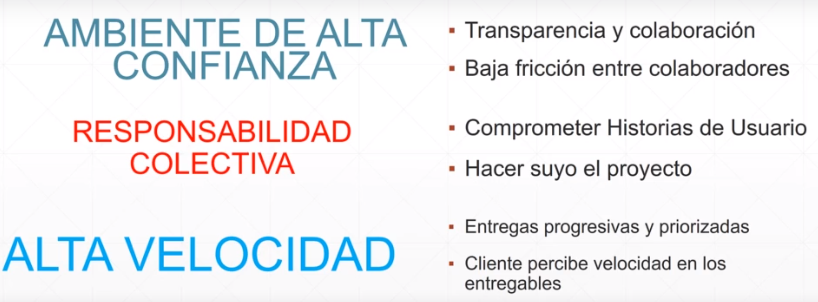 AMBIENTE DE ALTA
CONFIANZA
▪ Transparencia y colaboración
▪ Baja fricción entre colaboradores
RESPONSABILIDAD
COLECTIVA
▪ Comprometer Historias de Usuario
▪ Hacer suyo el proyecto
ALTA VELOCIDAD
▪ Entregas progresivas y priorizadas
▪ Cliente percibe velocidad en los
entregables